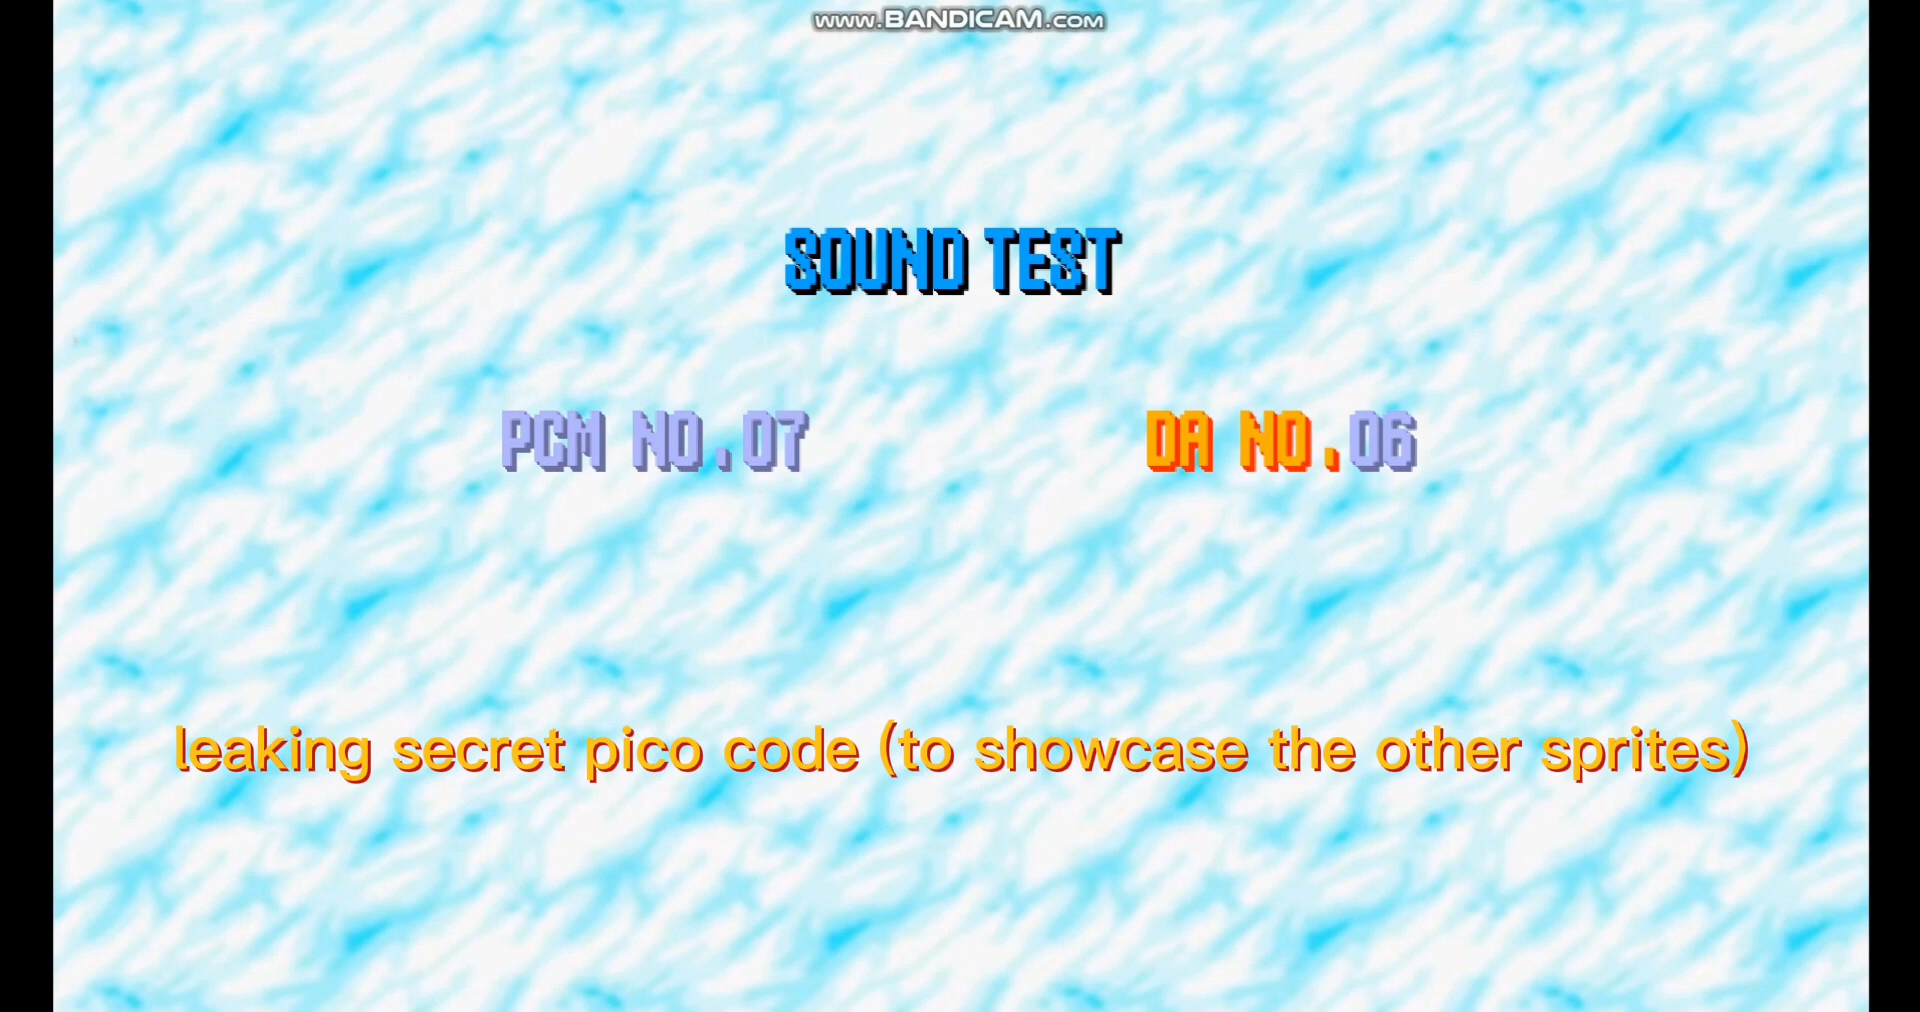 www.BANDICAM.com
SOUND TEST
PCM NO.07 DA NO.06
leaking secret pico code (to showcase the other sprites)